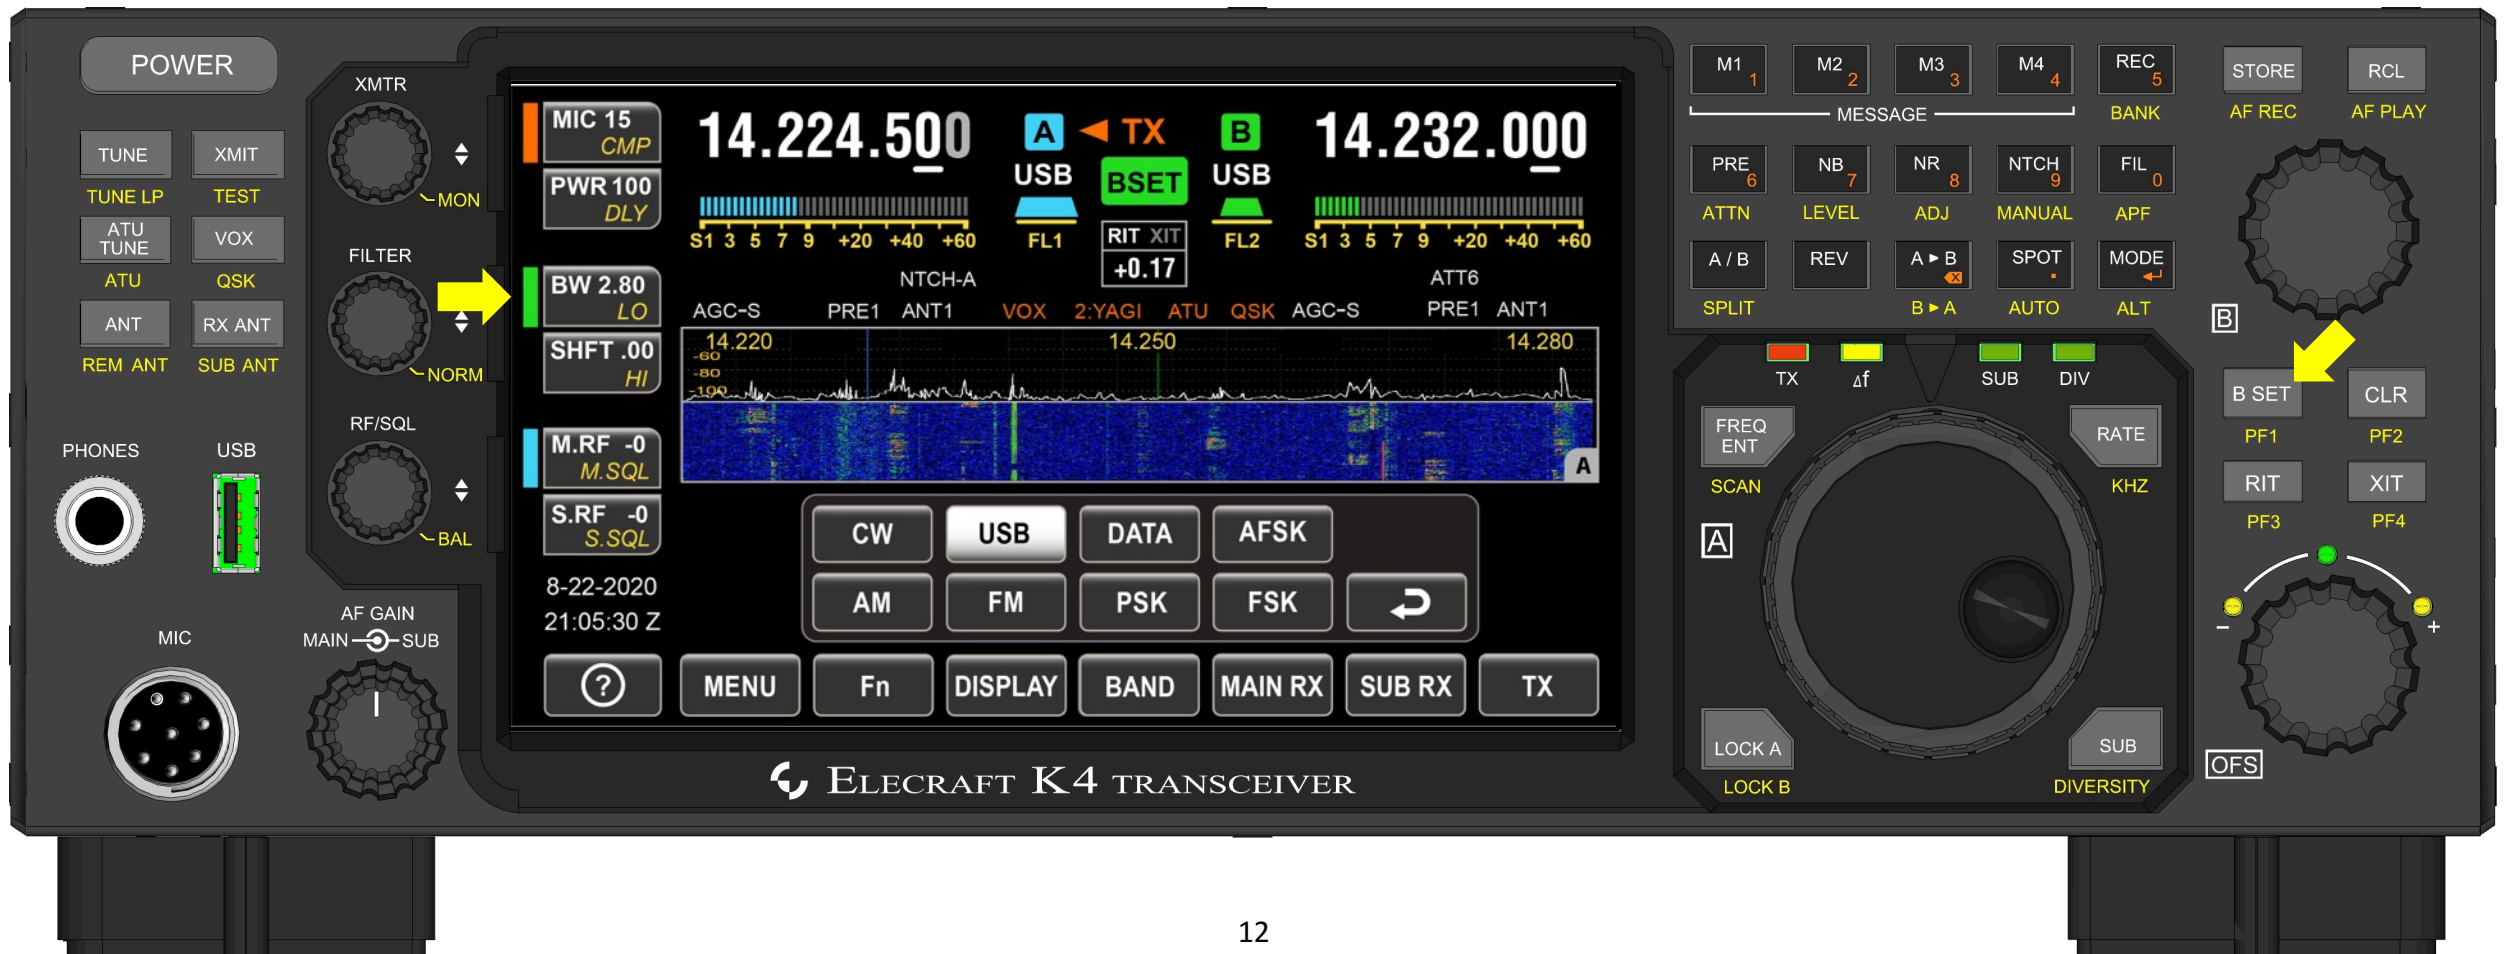 POWER
TUNE
XMIT
TUNE LP
TEST
ATU
TUNE
VOX
ATU
QSK
ANT
RX ANT
REM ANT
SUB ANT
PHONES
USB
MIC
XMTR
MON
FILTER
NORM
RF/SQL
BAL
AF GAIN
MAIN
SUB
MIC 15
CMP
PWR 100
DLY
BW 2.80
LO
SHFT .00
HI
M.RF -0
M.SQL
S.RF -0
S.SQL
8-22-2020
21:05:30 Z
14.224.500
A ◄ TX B
14.232.000
USB
BSET
USB
S1 3 5 7 9 +20 +40 +60
FL1
RIT XIT
+0.17
FL2
S1 3 5 7 9 +20 +40 +60
NTCH-A
ATT6
AGC-S PRE1 ANT1 VOX 2:YAGI ATU QSK AGC-S PRE1 ANT1
14.220 14.250 14.280
-60
-80
-100
A
CW USB DATA AFSK
AM FM PSK FSK
? MENU Fn DISPLAY BAND MAIN RX SUB RX TX
ELECRAFT K4 TRANSCEIVER
M1 1 M2 2 M3 3 M4 4 REC 5
MESSAGE
BANK
PRE 6 NB 7 NR 8 NTCH 9 FIL 0
ATTN LEVEL ADJ MANUAL APF
A / B REV A ► B SPOT . MODE
SPLIT B ► A AUTO ALT
TX Δf SUB DIV
FREQ
ENT
RATE
SCAN
KHZ
A
LOCK A
SUB
LOCK B
DIVERSITY
STORE RCL
AF REC AF PLAY
B
B SET CLR
PF1 PF2
RIT XIT
PF3 PF4
- +
OFS
12